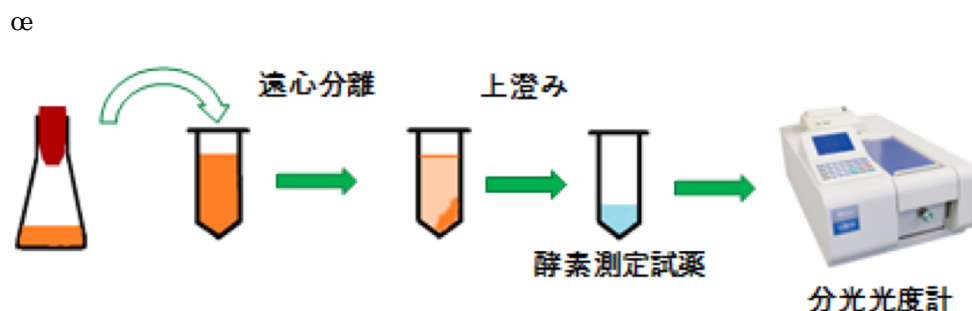 œ
遠心分離
上澄み
酵素測定試薬
分光光度計